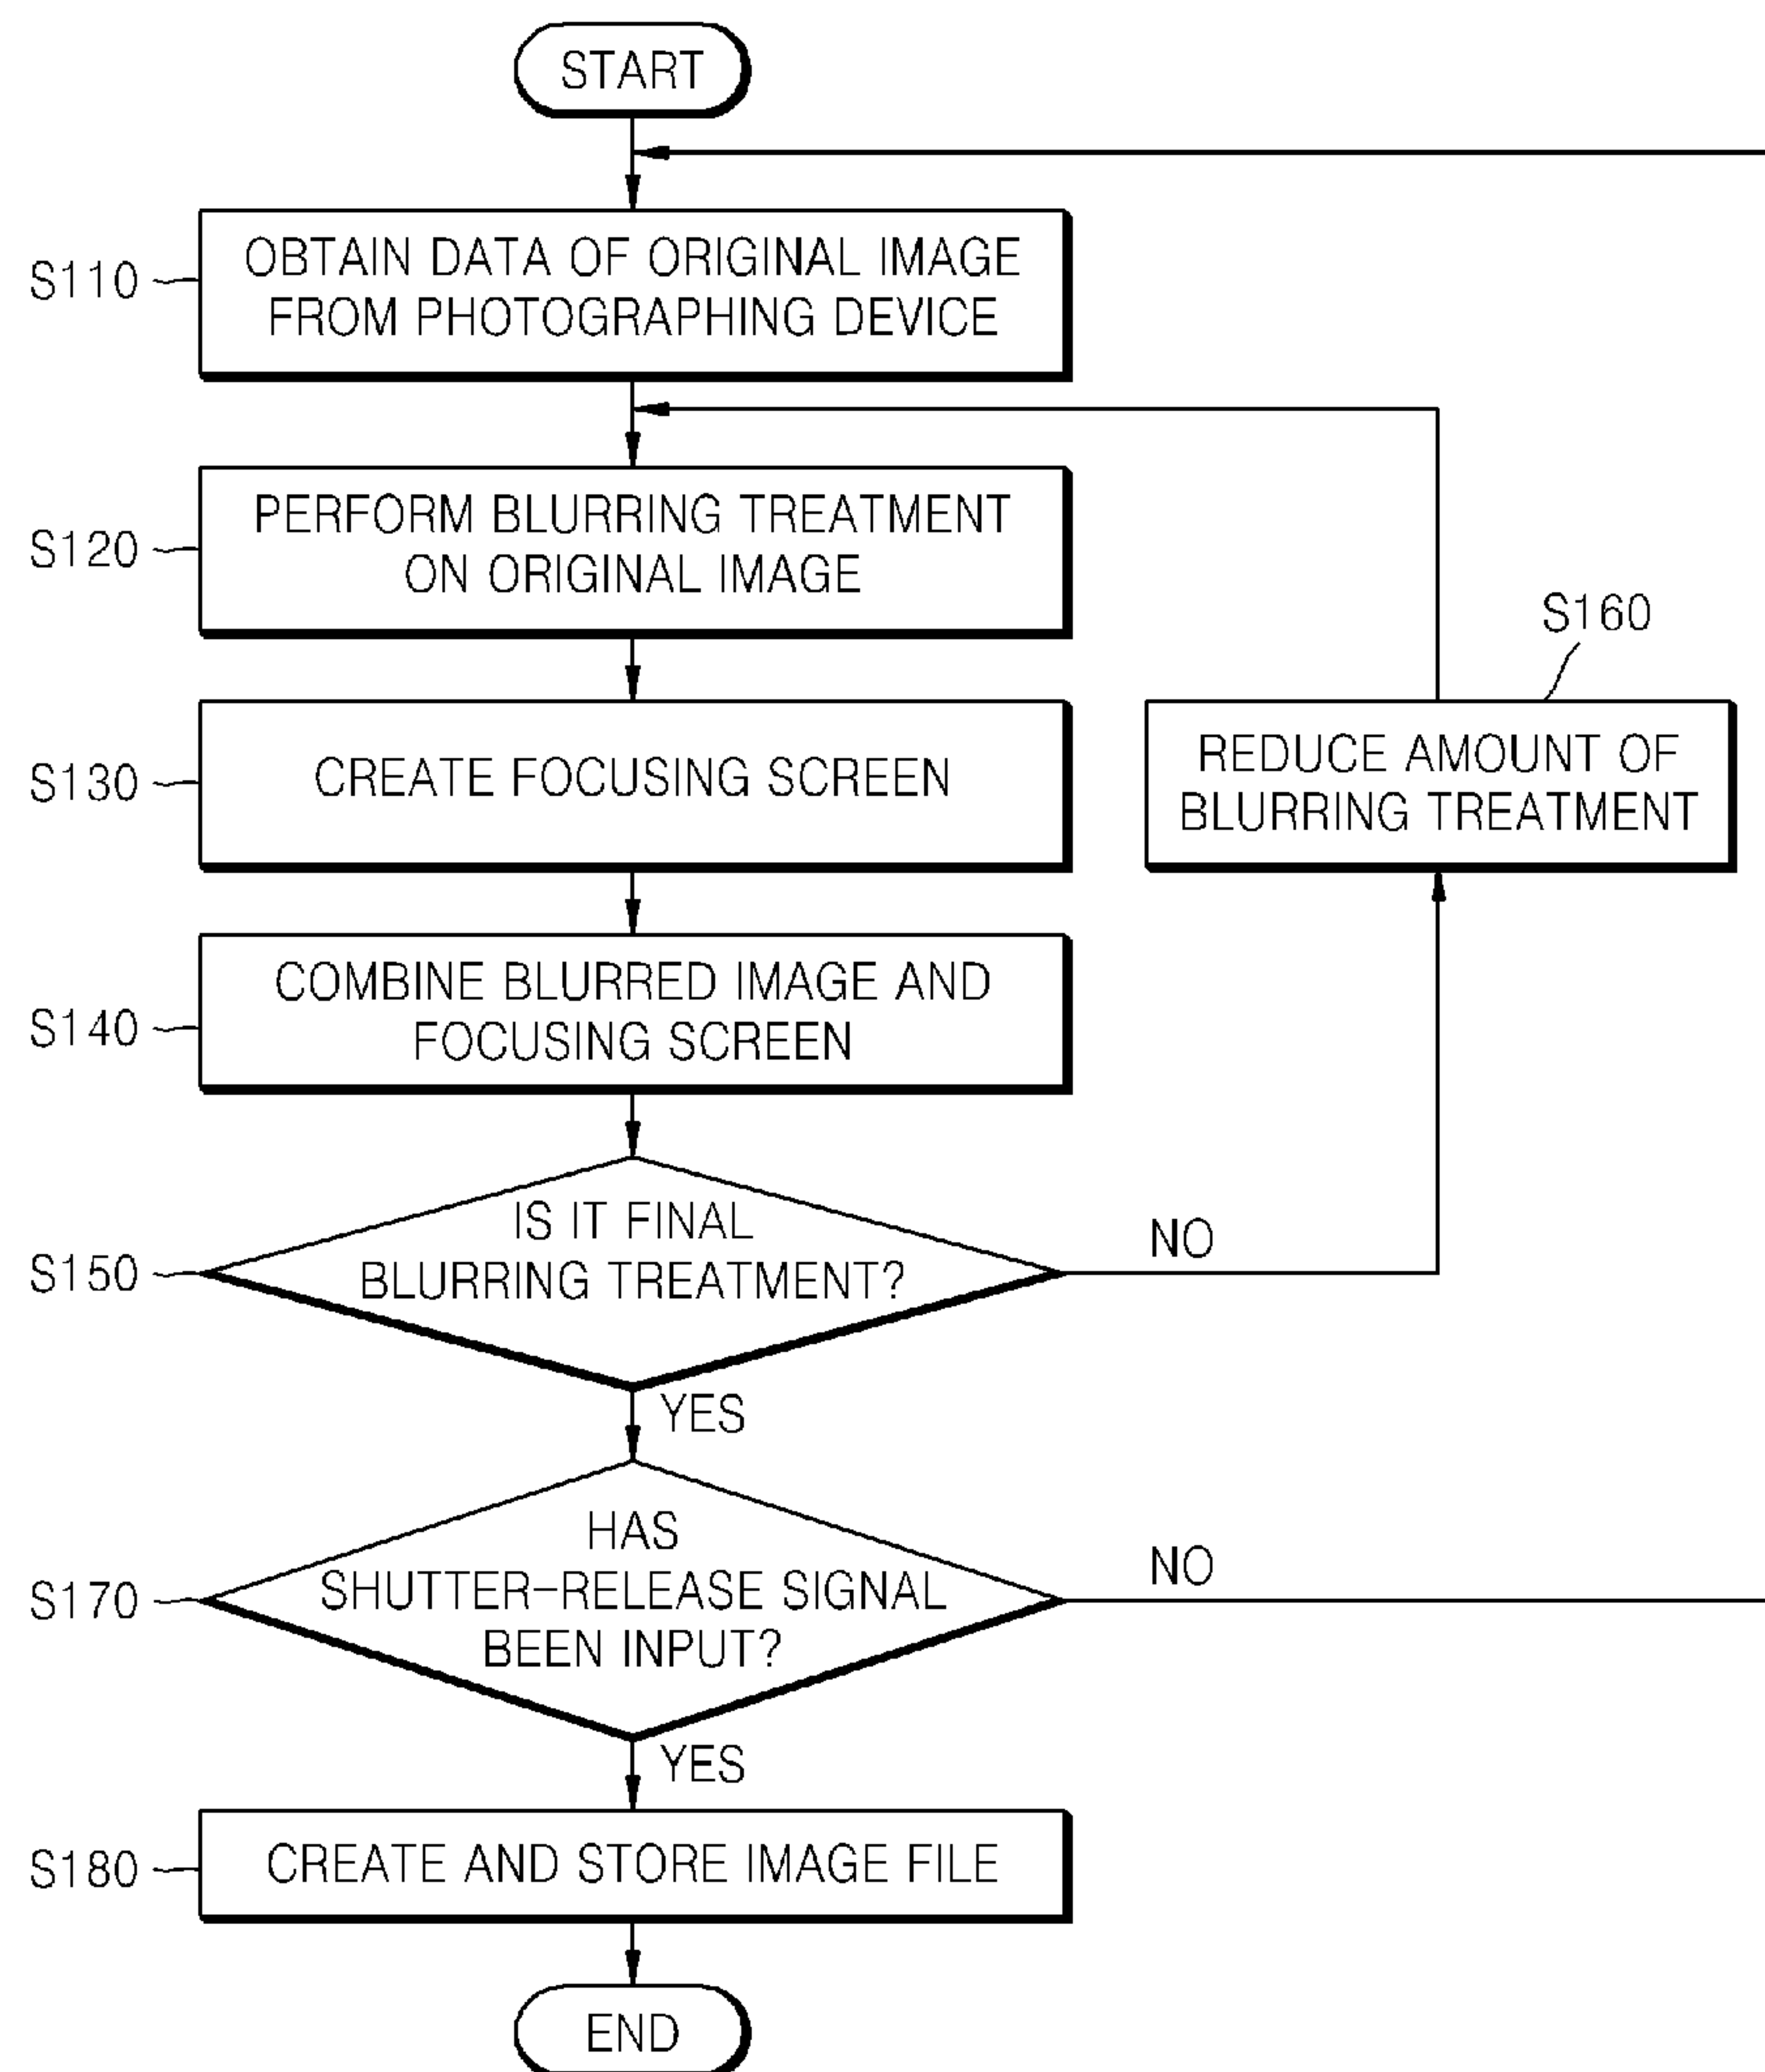 START
S110
OBTAIN DATA OF ORIGINAL IMAGE
FROM PHOTOGRAPHING DEVICE
S120
PERFORM BLURRING TREATMENT
ON ORIGINAL IMAGE
S160
S130
CREATE FOCUSING SCREEN
REDUCE AMOUNT OF
BLURRING TREATMENT
S140
COMBINE BLURRED IMAGE AND
FOCUSING SCREEN
S150
IS IT FINAL
BLURRING TREATMENT?
NO
YES
S170
HAS
SHUTTER-RELEASE SIGNAL
BEEN INPUT?
NO
YES
S180
CREATE AND STORE IMAGE FILE
END